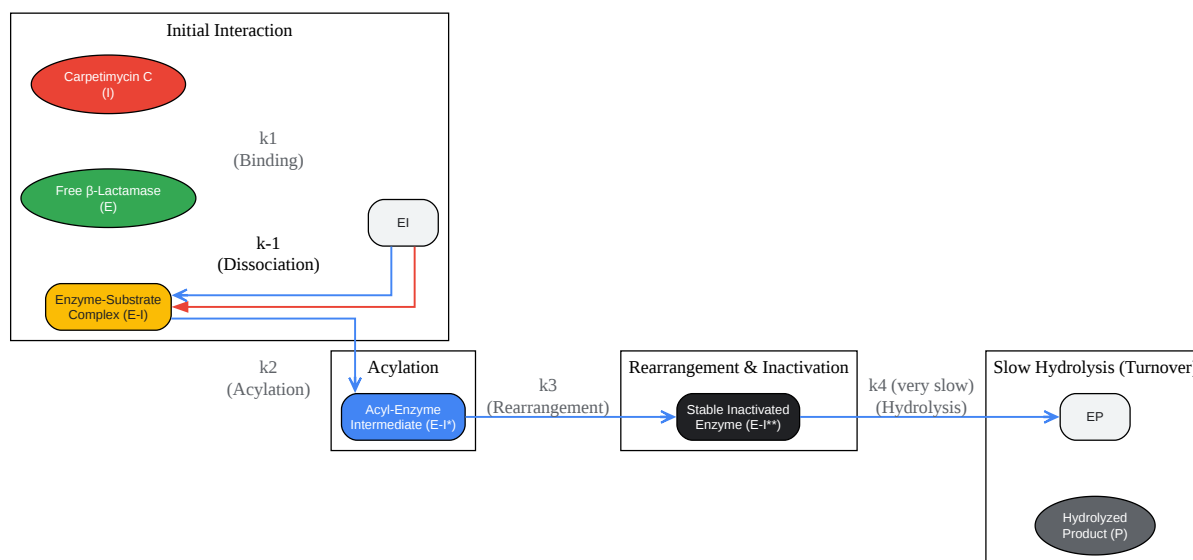 Initial Interaction
Carpetimycin C
(I)
k1
(Binding)
Free β-Lactamase
(E)
EI
k-1
(Dissociation)
Enzyme-Substrate
Complex (E-I)
k2
(Acylation)
Acylation
Acyl-Enzyme
Intermediate (E-I*)
k3
(Rearrangement)
Rearrangement & Inactivation
Stable Inactivated
Enzyme (E-I**)
k4 (very slow)
(Hydrolysis)
Slow Hydrolysis (Turnover)
EP
Hydrolyzed
Product (P)